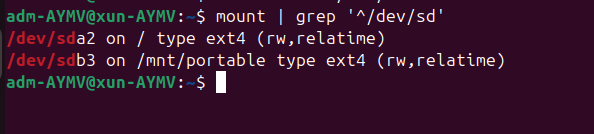 adm-AYMV@xun-AYMV:~$ mount | grep '^/dev/sd'
/dev/sda2 on / type ext4 (rw,relatime)
/dev/sdb3 on /mnt/portable type ext4 (rw,relatime)
adm-AYMV@xun-AYMV:~$